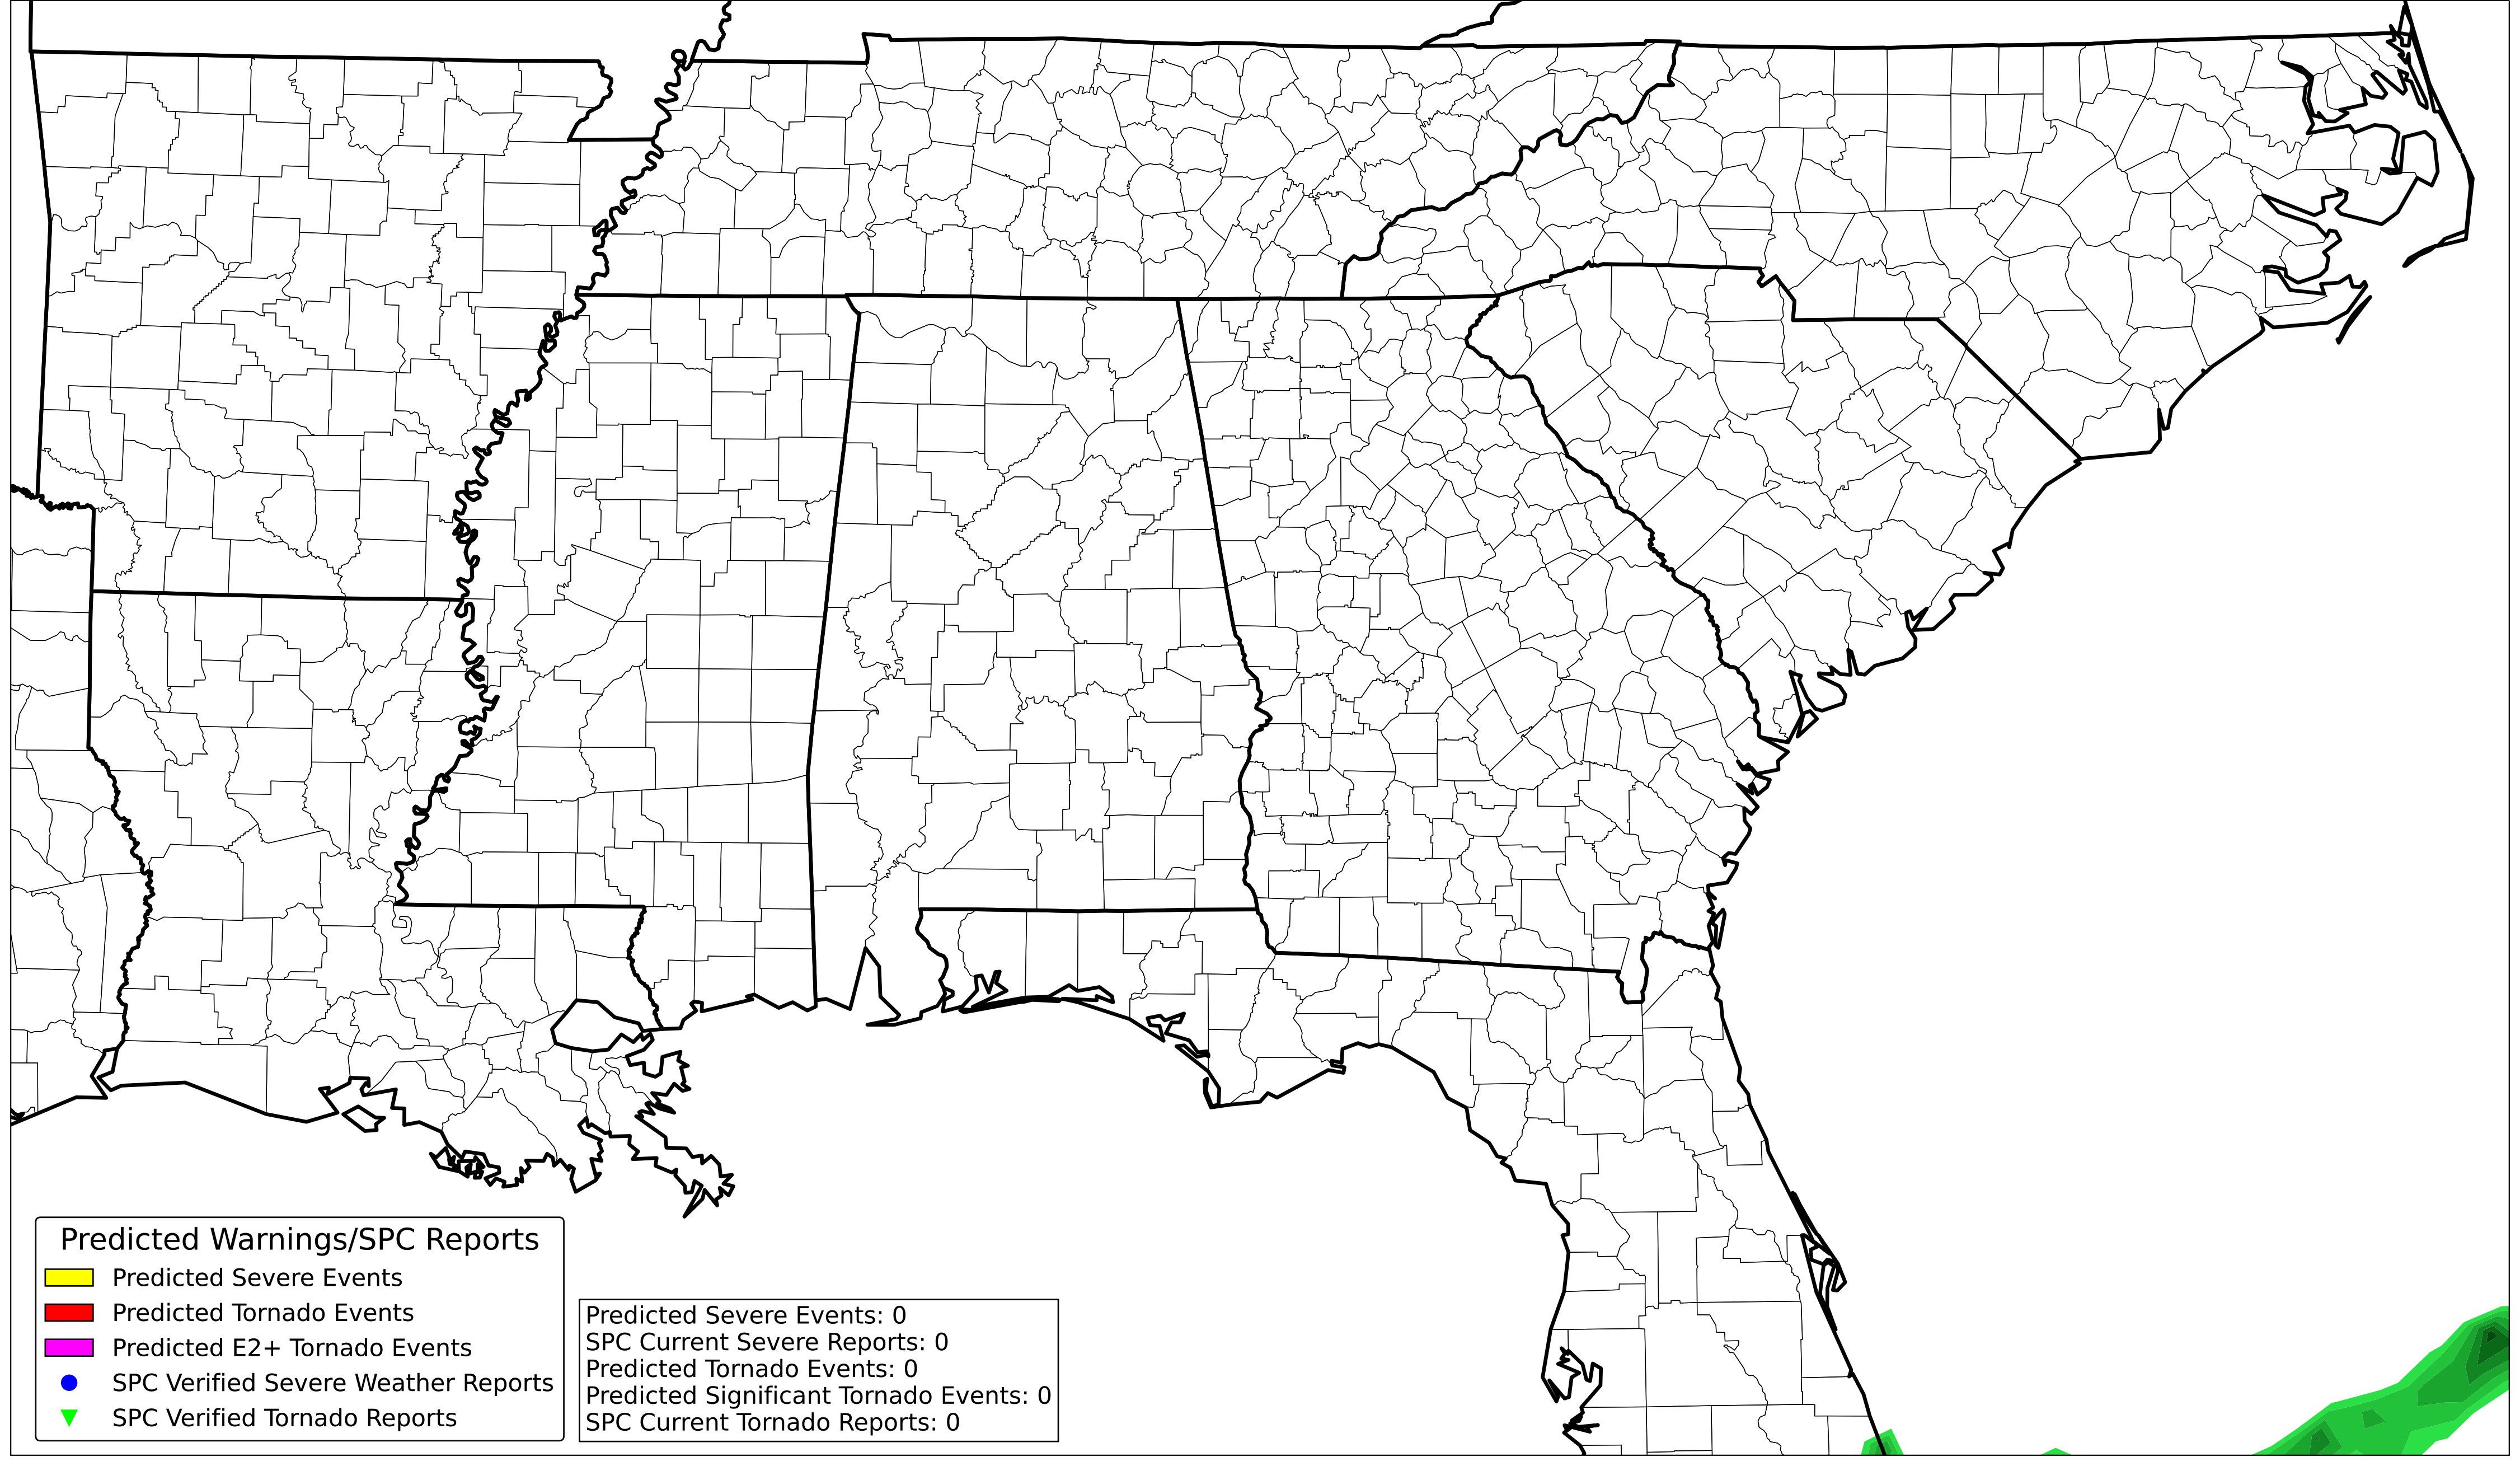 Predicted Warnings/SPC Reports
Predicted Severe Events
Predicted Tornado Events
Predicted E2+ Tornado Events
SPC Verified Severe Weather Reports
SPC Verified Tornado Reports
Predicted Severe Events: 0
SPC Current Severe Reports: 0
Predicted Tornado Events: 0
Predicted Significant Tornado Events: 0
SPC Current Tornado Reports: 0